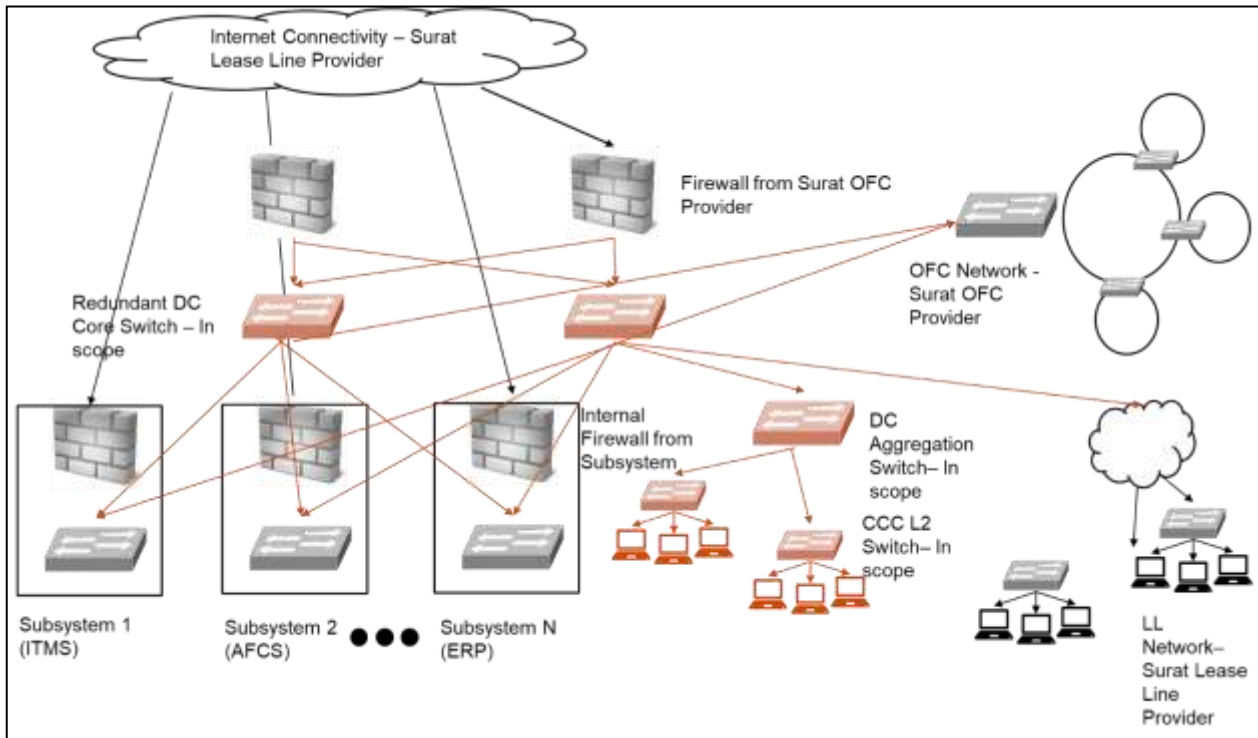 Internet Connectivity – Surat
Lease Line Provider
Firewall from Surat OFC
Provider
OFC Network -
Surat OFC
Provider
Redundant DC
Core Switch – In
scope
Internal
Firewall from
Subsystem
DC
Aggregation
Switch– In
scope
CCC L2
Switch– In
scope
Subsystem 1
(ITMS)
Subsystem 2
(AFCS)
Subsystem N
(ERP)
LL
Network–
Surat Lease
Line
Provider